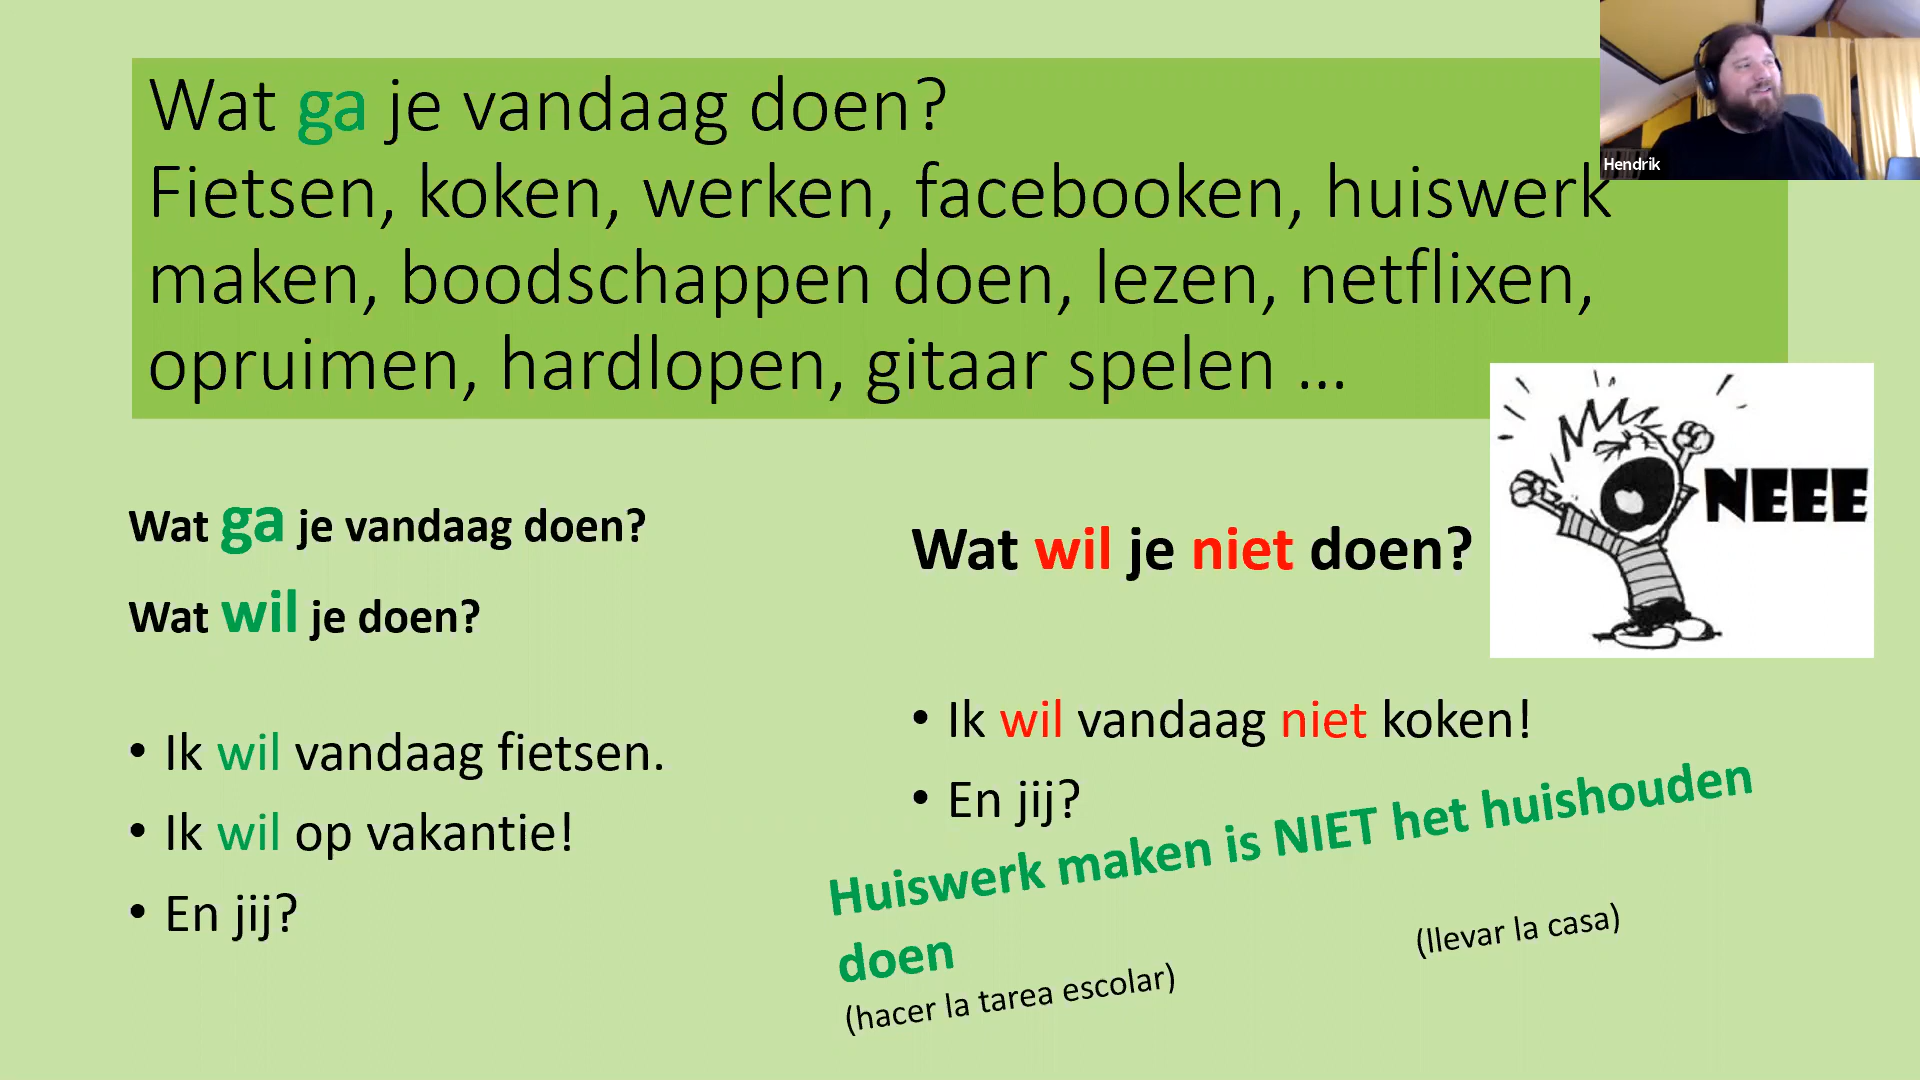 Wat ga je vandaag doen?
Fietsen, koken, werken, facebooken, huiswerk
maken, boodschappen doen, lezen, netflixen,
opruimen, hardlopen, gitaar spelen ...
Hendrik
NEEE
Wat ga je vandaag doen?
Wat wil je doen?
• Ik wil vandaag fietsen.
• Ik wil op vakantie!
• En jij?
Wat wil je niet doen?
• Ik wil vandaag niet koken!
• En jij?
Huiswerk maken is NIET het huishouden
doen
(llevar la casa)
(hacer la tarea escolar)